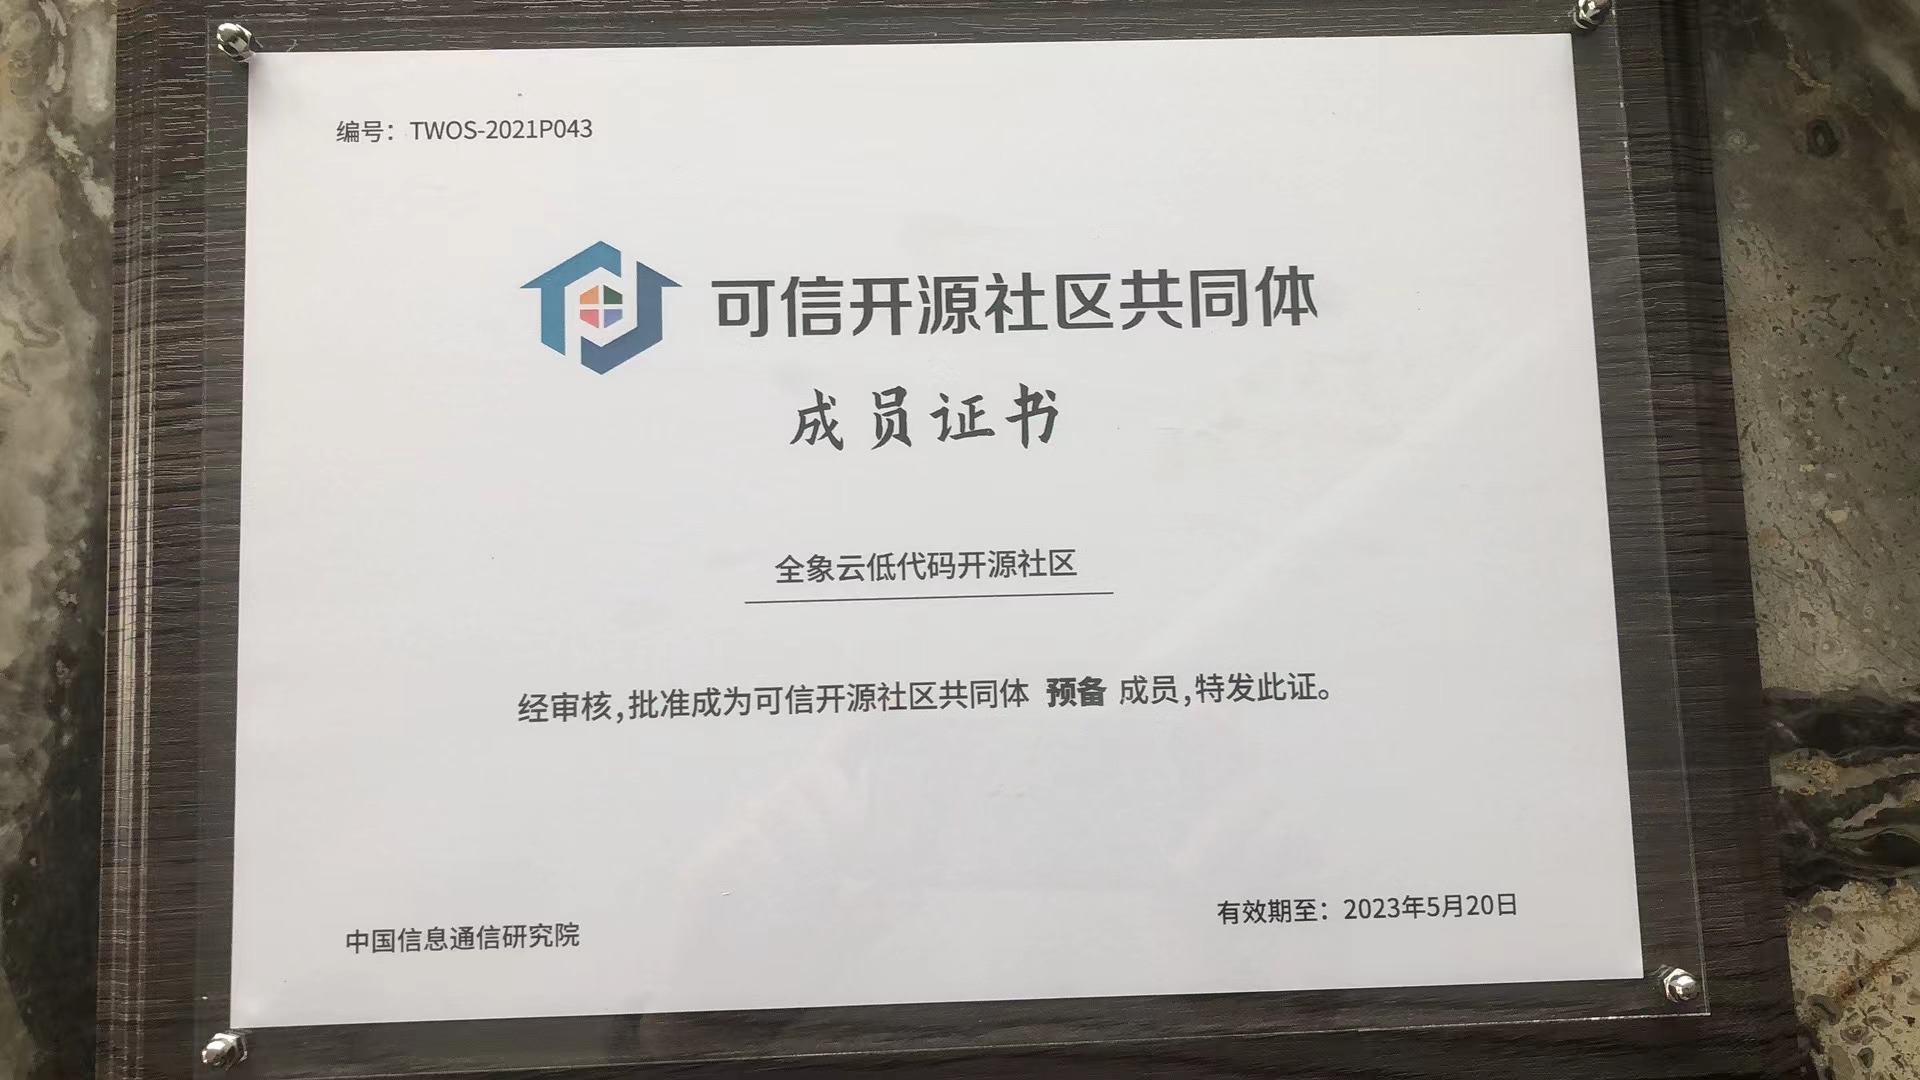 编号：TWOS-2021P043
可信开源社区共同体
成员证书
全象云低代码开源社区
经审核,批准成为可信开源社区共同体 预备 成员,特发此证。
中国信息通信研究院
有效期至：2023年5月20日